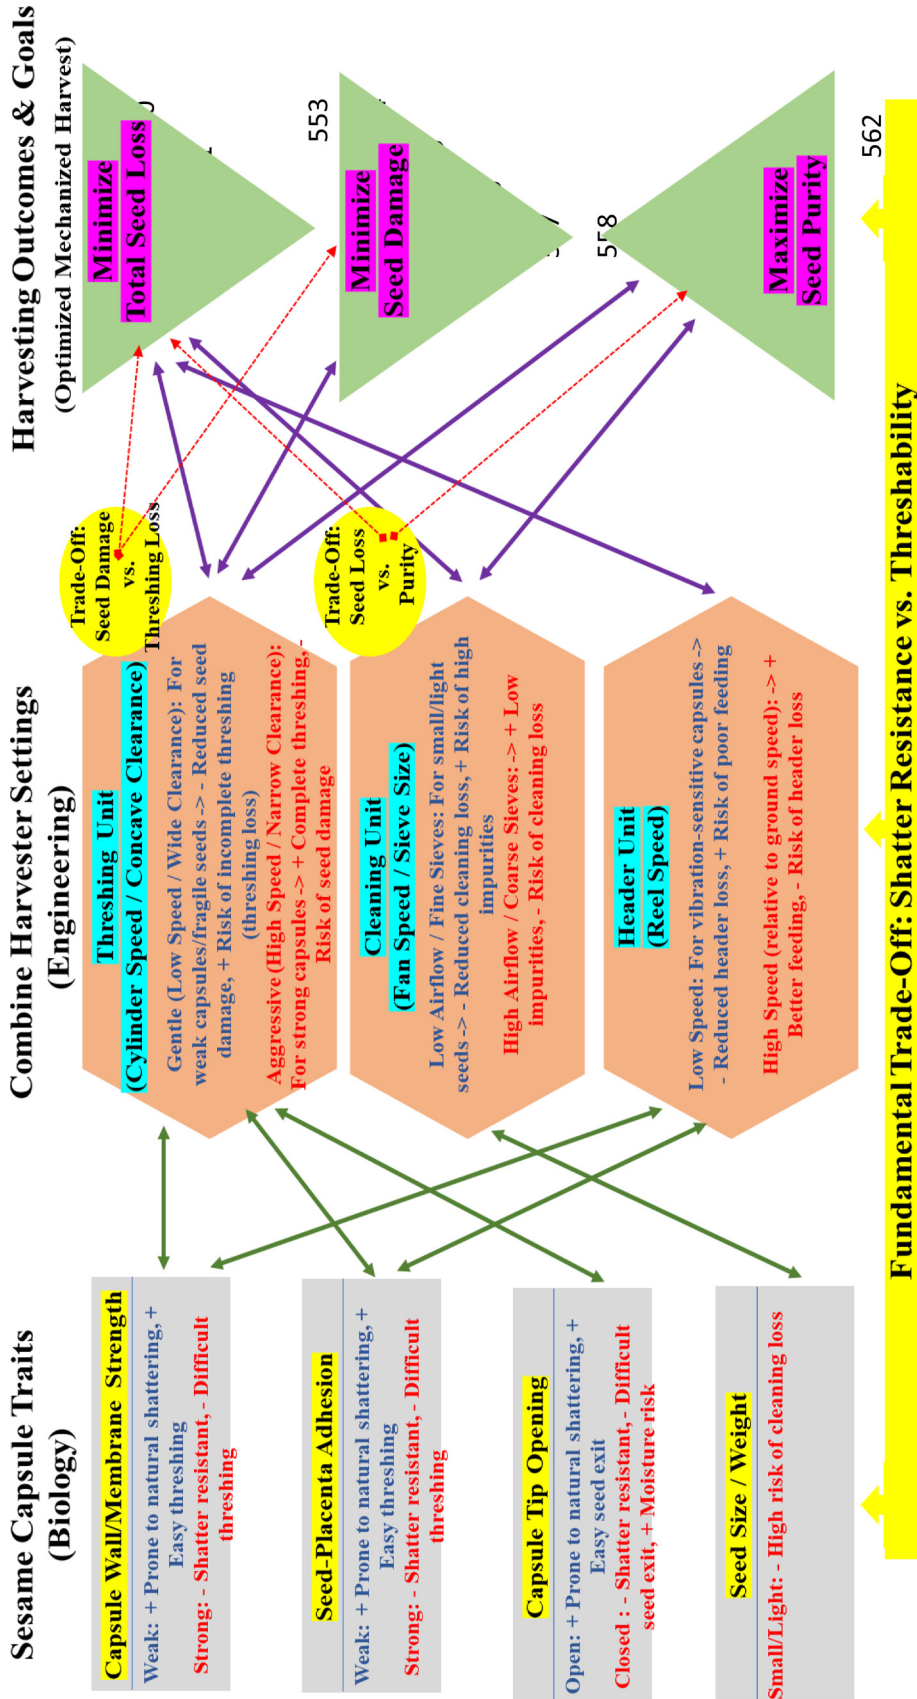 Sesame Capsule Traits
(Biology)
Capsule Wall/Membrane Strength
Weak: + Prone to natural shattering, +
Easy threshing
Strong: - Shatter resistant, - Difficult
threshing
Seed-Placenta Adhesion
Weak: + Prone to natural shattering, +
Easy threshing
Strong: - Shatter resistant, - Difficult
threshing
Capsule Tip Opening
Open: + Prone to natural shattering, +
Easy seed exit
Closed : - Shatter resistant, - Difficult
seed exit, + Moisture risk
Seed Size / Weight
Small/Light: - High risk of cleaning loss
Combine Harvester Settings
(Engineering)
Threshing Unit
(Cylinder Speed / Concave Clearance)
Gentle (Low Speed / Wide Clearance): For
weak capsules/fragile seeds -> - Reduced seed
damage, + Risk of incomplete threshing
(threshing loss)
Aggressive (High Speed / Narrow Clearance):
For strong capsules -> + Complete threshing, -
Risk of seed damage
Cleaning Unit
(Fan Speed / Sieve Size)
Low Airflow / Fine Sieves: For small/light
seeds -> - Reduced cleaning loss, + Risk of high
impurities
High Airflow / Coarse Sieves: -> + Low
impurities, - Risk of cleaning loss
Header Unit
(Reel Speed)
Low Speed: For vibration-sensitive capsules ->
- Reduced header loss, + Risk of poor feeding
High Speed (relative to ground speed): -> +
Better feeding, - Risk of header loss
Trade-Off:
Seed Damage
vs.
Threshing Loss
Trade-Off:
Seed Loss
vs.
Purity
Harvesting Outcomes & Goals
(Optimized Mechanized Harvest)
Minimize
Total Seed Loss
553
Minimize
Seed Damage
558
Maximize
Seed Purity
562
Fundamental Trade-Off: Shatter Resistance vs. Threshability